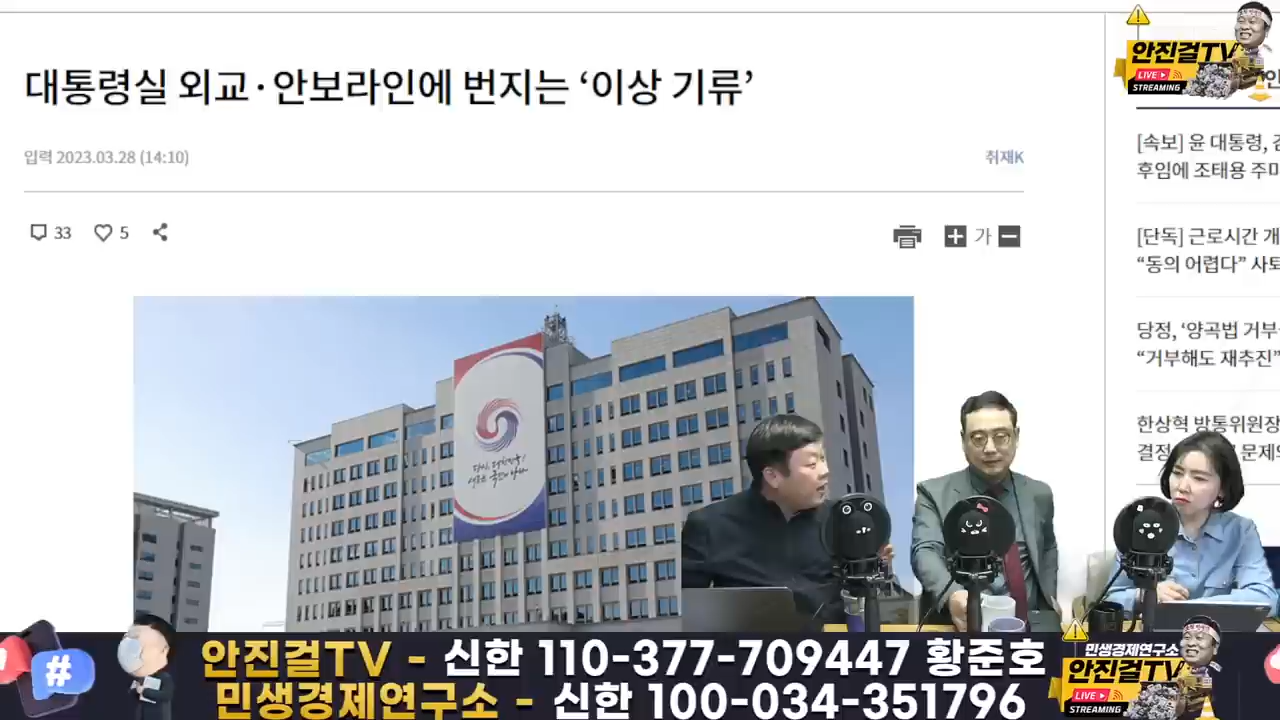 대통령실 외교·안보라인에 번지는 ‘이상 기류’
입력 2023.03.28 (14:10)
취재K
33
5
가
안진걸TV
LIVE
STREAMING
[속보] 윤 대통령,
후임에 조태용 주미
[단독] 근로시간 개
“동의 어렵다” 사퇴
당정, ‘양곡법 거부
“거부해도 재추진”
한상혁 방통위원장
결정
문제
#
안진걸TV - 신한 110-377-709447 황준호
민생경제연구소 - 신한 100-034-351796
민생경제연구소
안진걸TV
LIVE
STREAMING